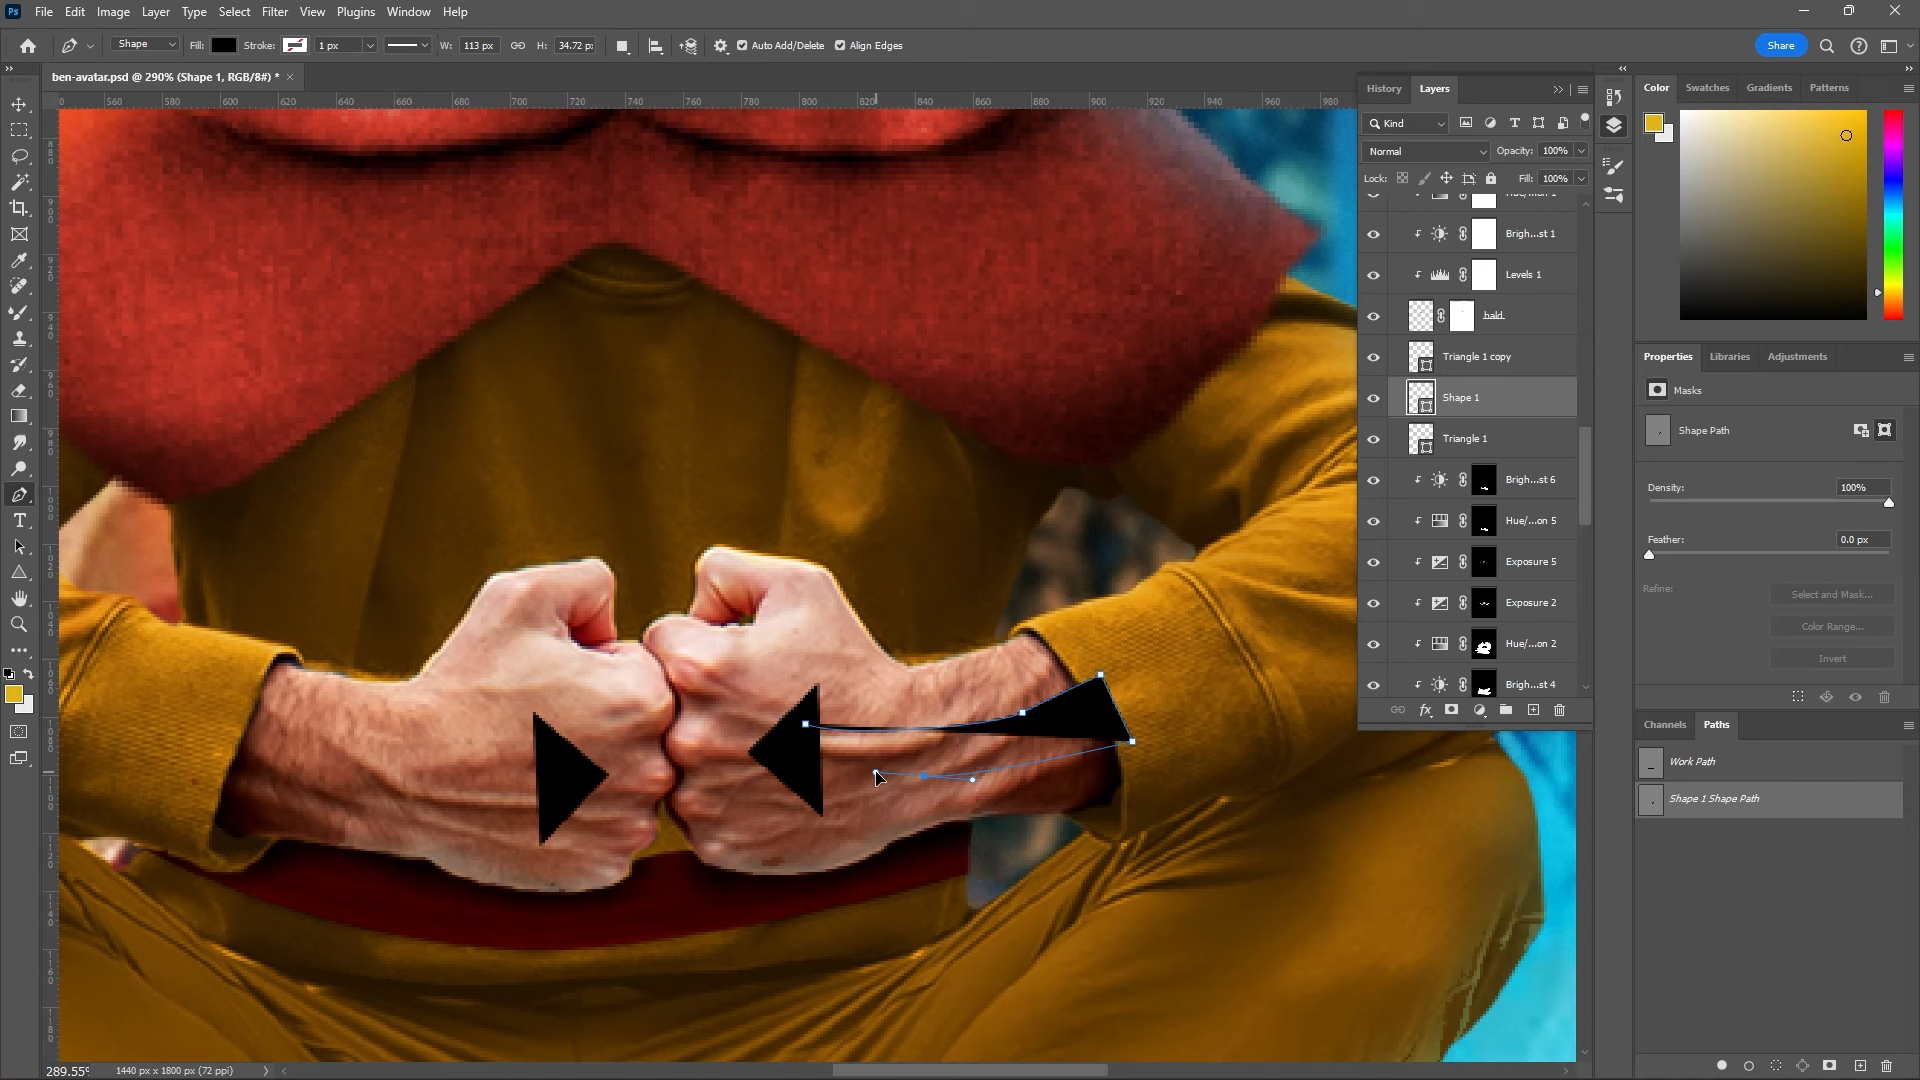 Ps File Edit Image Layer Type Select Filter View Plugins Window Help
Shape Fill: Stroke: 1 px W: 113 px H: 34.72 p: Auto Add/Delete Align Edges Share
ben-avatar.psd @ 290% (Shape 1, RGB/8#) * ×
0 560 580 600 620 640 660 680 700 720 740 760 780 800 820 840 860 880 900 920 940 960 980
History Layers
Kind
Normal Opacity: 100%
Lock: Fill: 100%
Brigh...st 1
Levels 1
bald
Triangle 1 copy
Shape 1
Triangle 1
Brigh...st 6
Hue/...on 5
Exposure 5
Exposure 2
Hue/...on 2
Brigh...st 4
fx
Color Swatches Gradients Patterns
Properties Libraries Adjustments
Masks
Shape Path
Density: 100%
Feather: 0.0 px
Refine: Select and Mask...
Color Range...
Invert
Channels Paths
Work Path
Shape 1 Shape Path
289.55% 1440 px x 1800 px (72 ppi)